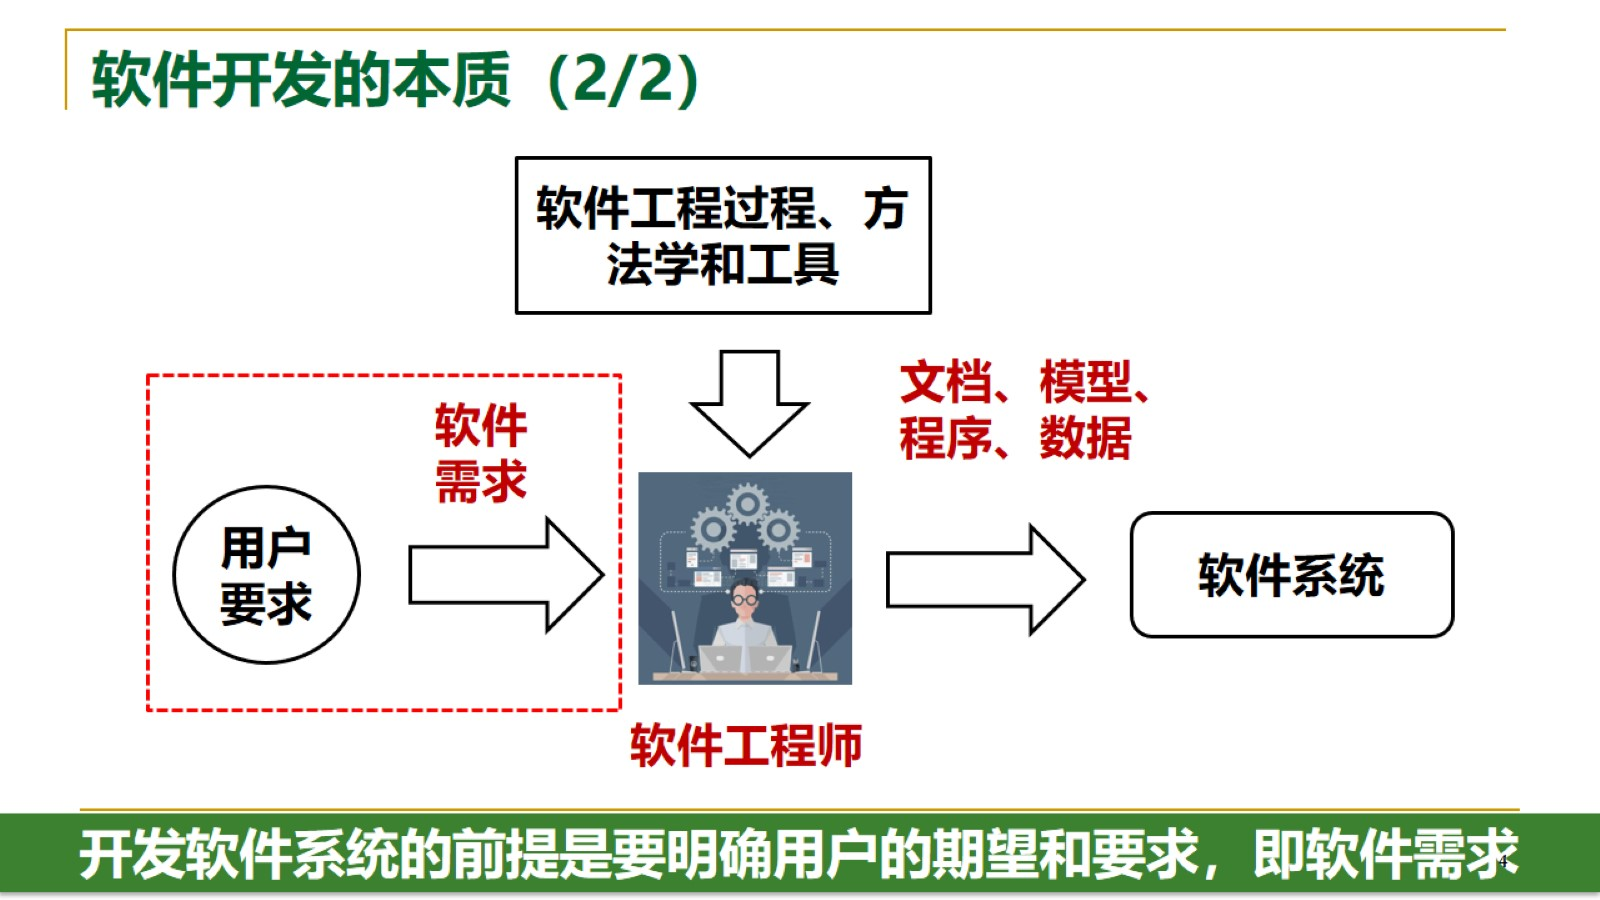 软件开发的本质（2/2）
软件工程过程、方
法学和工具
文档、模型、
程序、数据
软件
需求
用户
要求
软件系统
软件工程师
开发软件系统的前提是要明确用户的期望和要求，即软件需求
4